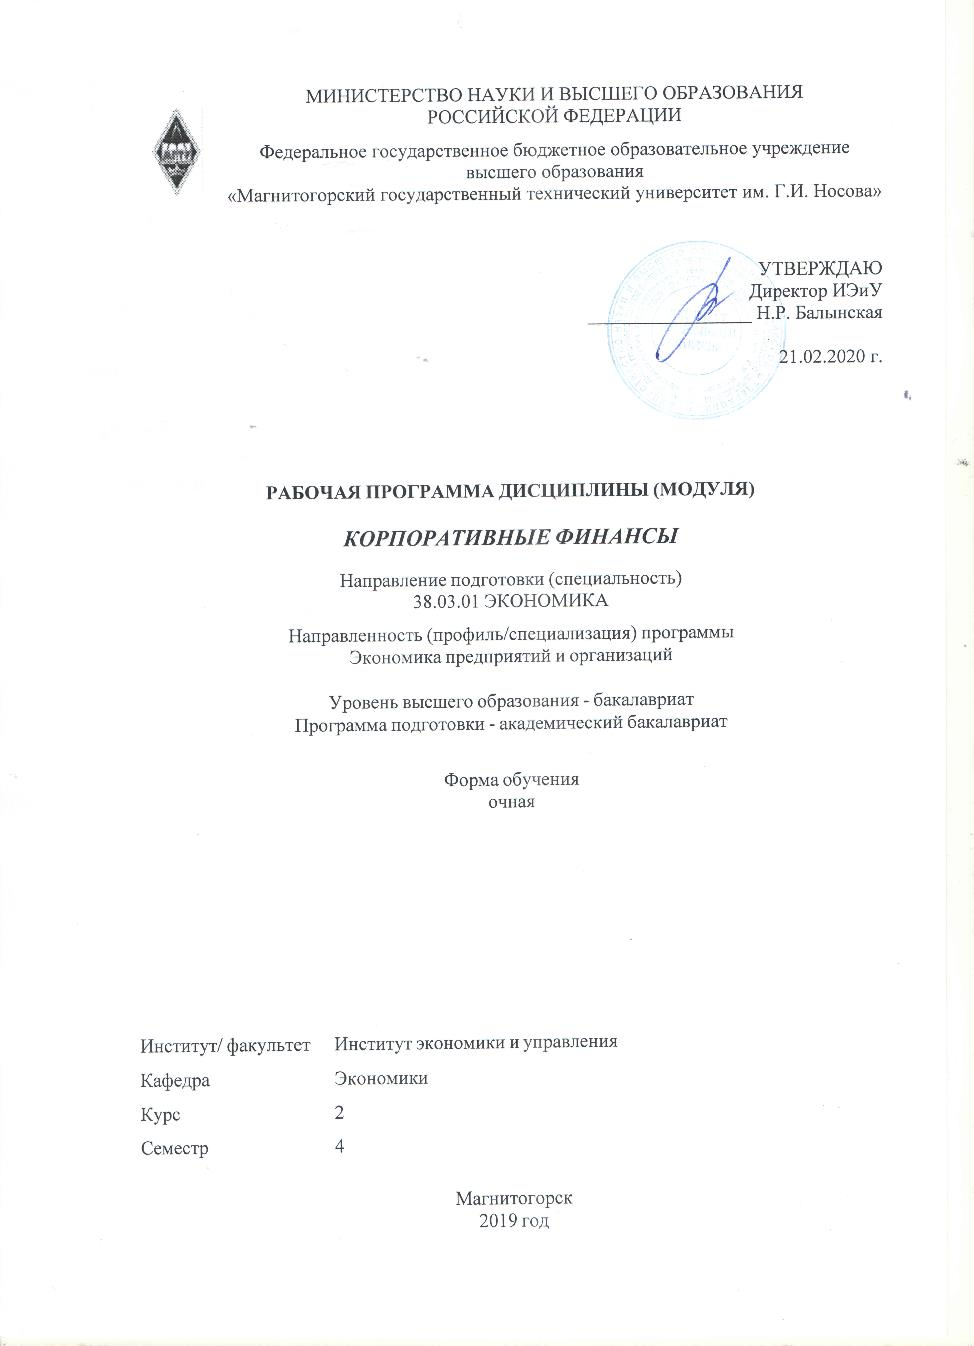 МИНИСТЕРСТВО НАУКИ И ВЫСШЕГО ОБРАЗОВАНИЯ
РОССИЙСКОЙ ФЕДЕРАЦИИ
Федеральное государственное бюджетное образовательное учреждение
высшего образования
«Магнитогорский государственный технический университет им. Г.И. Носова»
УТВЕРЖДАЮ
Директор ИЭиУ
Н.Р. Балынская
21.02.2020 г.
РАБОЧАЯ ПРОГРАММА ДИСЦИПЛИНЫ (МОДУЛЯ)
КОРПОРАТИВНЫЕ ФИНАНСЫ
Направление подготовки (специальность)
38.03.01 ЭКОНОМИКА
Направленность (профиль/специализация) программы
Экономика предприятий и организаций
Уровень высшего образования - бакалавриат
Программа подготовки - академический бакалавриат
Форма обучения
очная
Институт/ факультет Институт экономики и управления
Кафедра Экономики
Курс 2
Семестр 4
Магнитогорск
2019 год